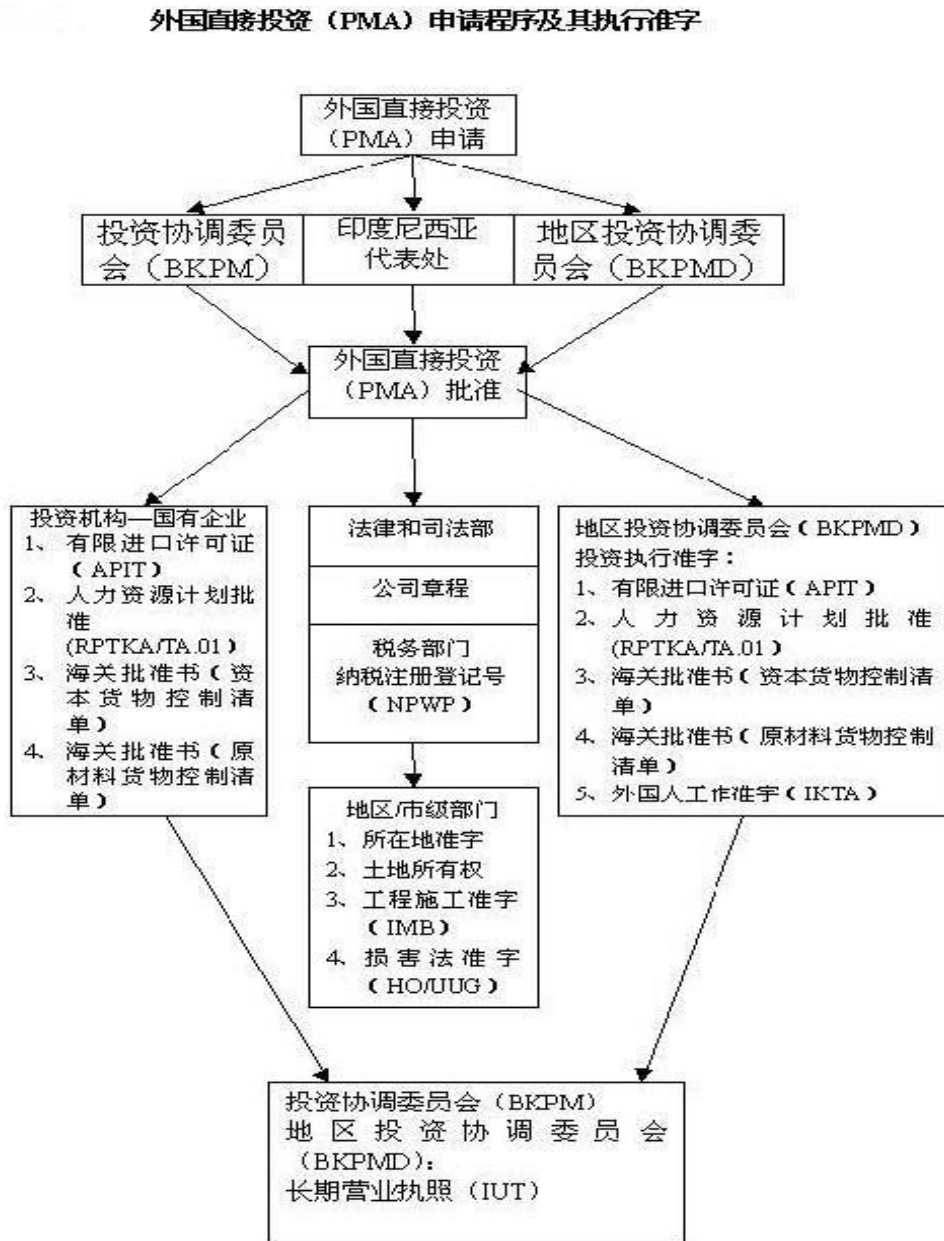 外国直接投资（PMA）申请程序及其执行准字
外国直接投资
（PMA）申请
投资协调委员
会（BKPM）
印度尼西亚
代表处
地区投资协调委
员会（BKPMD）
外国直接投资
（PMA）批准
投资机构—国有企业
1、有限进口许可证
（APIT）
2、人力资源计划批
准
(RPTKA/TA.01)
3、海关批准书（资
本货物控制清
单）
4、海关批准书（原
材料货物控制清
单）
法律和司法部
公司章程
税务部门
纳税注册登记号
（NPWP）
地区/市级部门
1、所在地准字
2、土地所有权
3、工程施工准字
（IMB）
4、损害法准字
（HO/UUG）
地区投资协调委员会（BKPMD）
投资执行准字：
1、有限进口许可证（APIT）
2、人力资源计划批准
(RPTKA/TA.01)
3、海关批准书（资本货物控制清
单）
4、海关批准书（原材料货物控制
清单）
5、外国人工作准字（IKTA）
投资协调委员会（BKPM）
地区投资协调委员会
（BKPMD）：
长期营业执照（IUT）